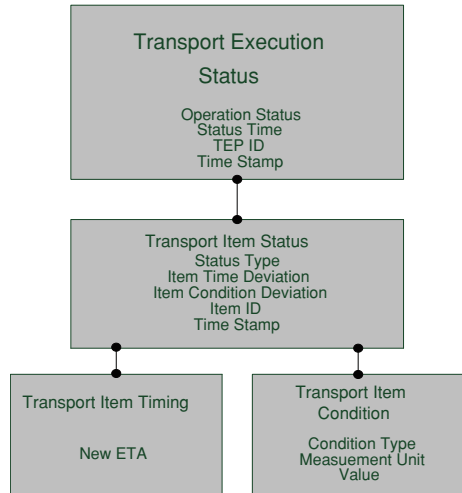 Transport Execution
Status
Operation Status
Status Time
TEP ID
Time Stamp
Transport Item Status
Status Type
Item Time Deviation
Item Condition Deviation
Item ID
Time Stamp
Transport Item Timing
New ETA
Transport Item
Condition
Condition Type
Measuement Unit
Value